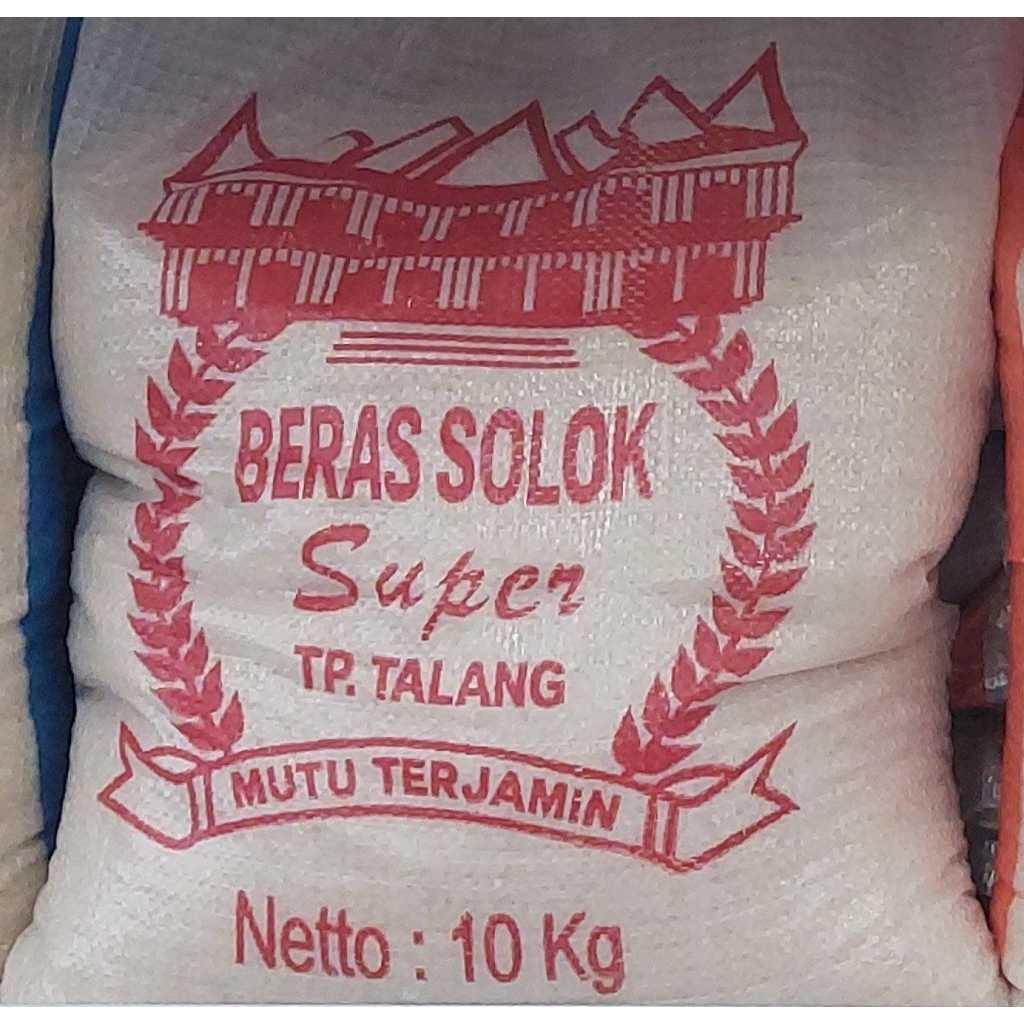 BERAS SOLOK
Super
TP. TALANG
MUTU TERJAMiN
Netto : 10 Kg